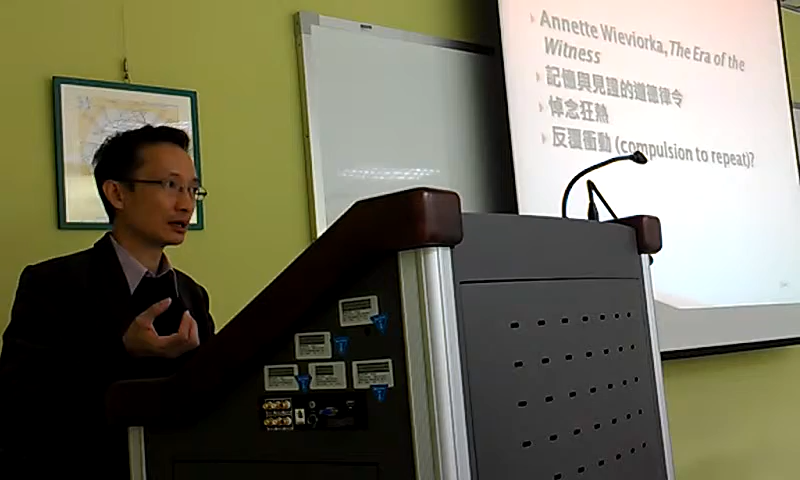 Annette Wieviorka, The Era of the
Witness
記憶與見證的道德律令
悼念狂熱
反覆衝動 (compulsion to repeat)?